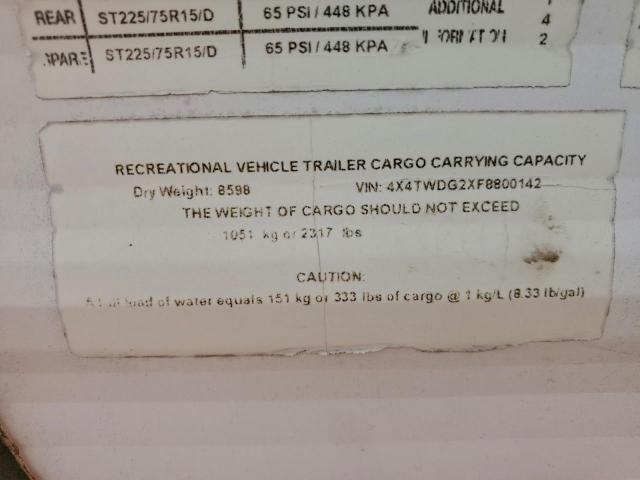 REAR ST225/75R15/D 65 PSI / 448 KPA ADDITIONAL
4
SPARE ST225/75R15/D 65 PSI / 448 KPA INFORMATION 2
RECREATIONAL VEHICLE TRAILER CARGO CARRYING CAPACITY
Dry Weight: 8598 VIN: 4X4TWDG2XF8800142
THE WEIGHT OF CARGO SHOULD NOT EXCEED
1051 kg or 2317 lbs
CAUTION:
A full load of water equals 151 kg or 333 lbs of cargo @ 1 kg/L (8.33 lb/gal)